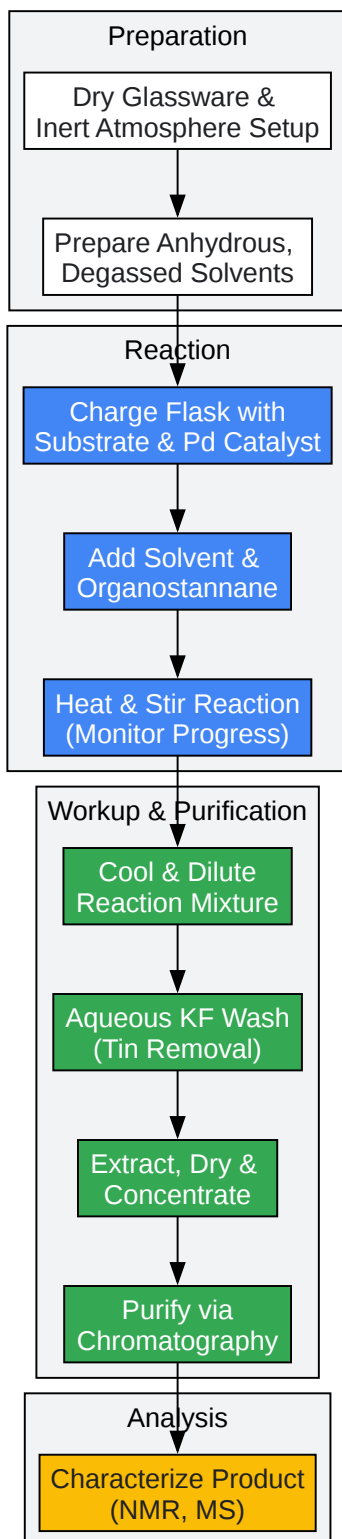 Preparation
Dry Glassware &
Inert Atmosphere Setup
Prepare Anhydrous,
Degassed Solvents
Reaction
Charge Flask with
Substrate & Pd Catalyst
Add Solvent &
Organostannane
Heat & Stir Reaction
(Monitor Progress)
Workup & Purification
Cool & Dilute
Reaction Mixture
Aqueous KF Wash
(Tin Removal)
Extract, Dry &
Concentrate
Purify via
Chromatography
Analysis
Characterize Product
(NMR, MS)